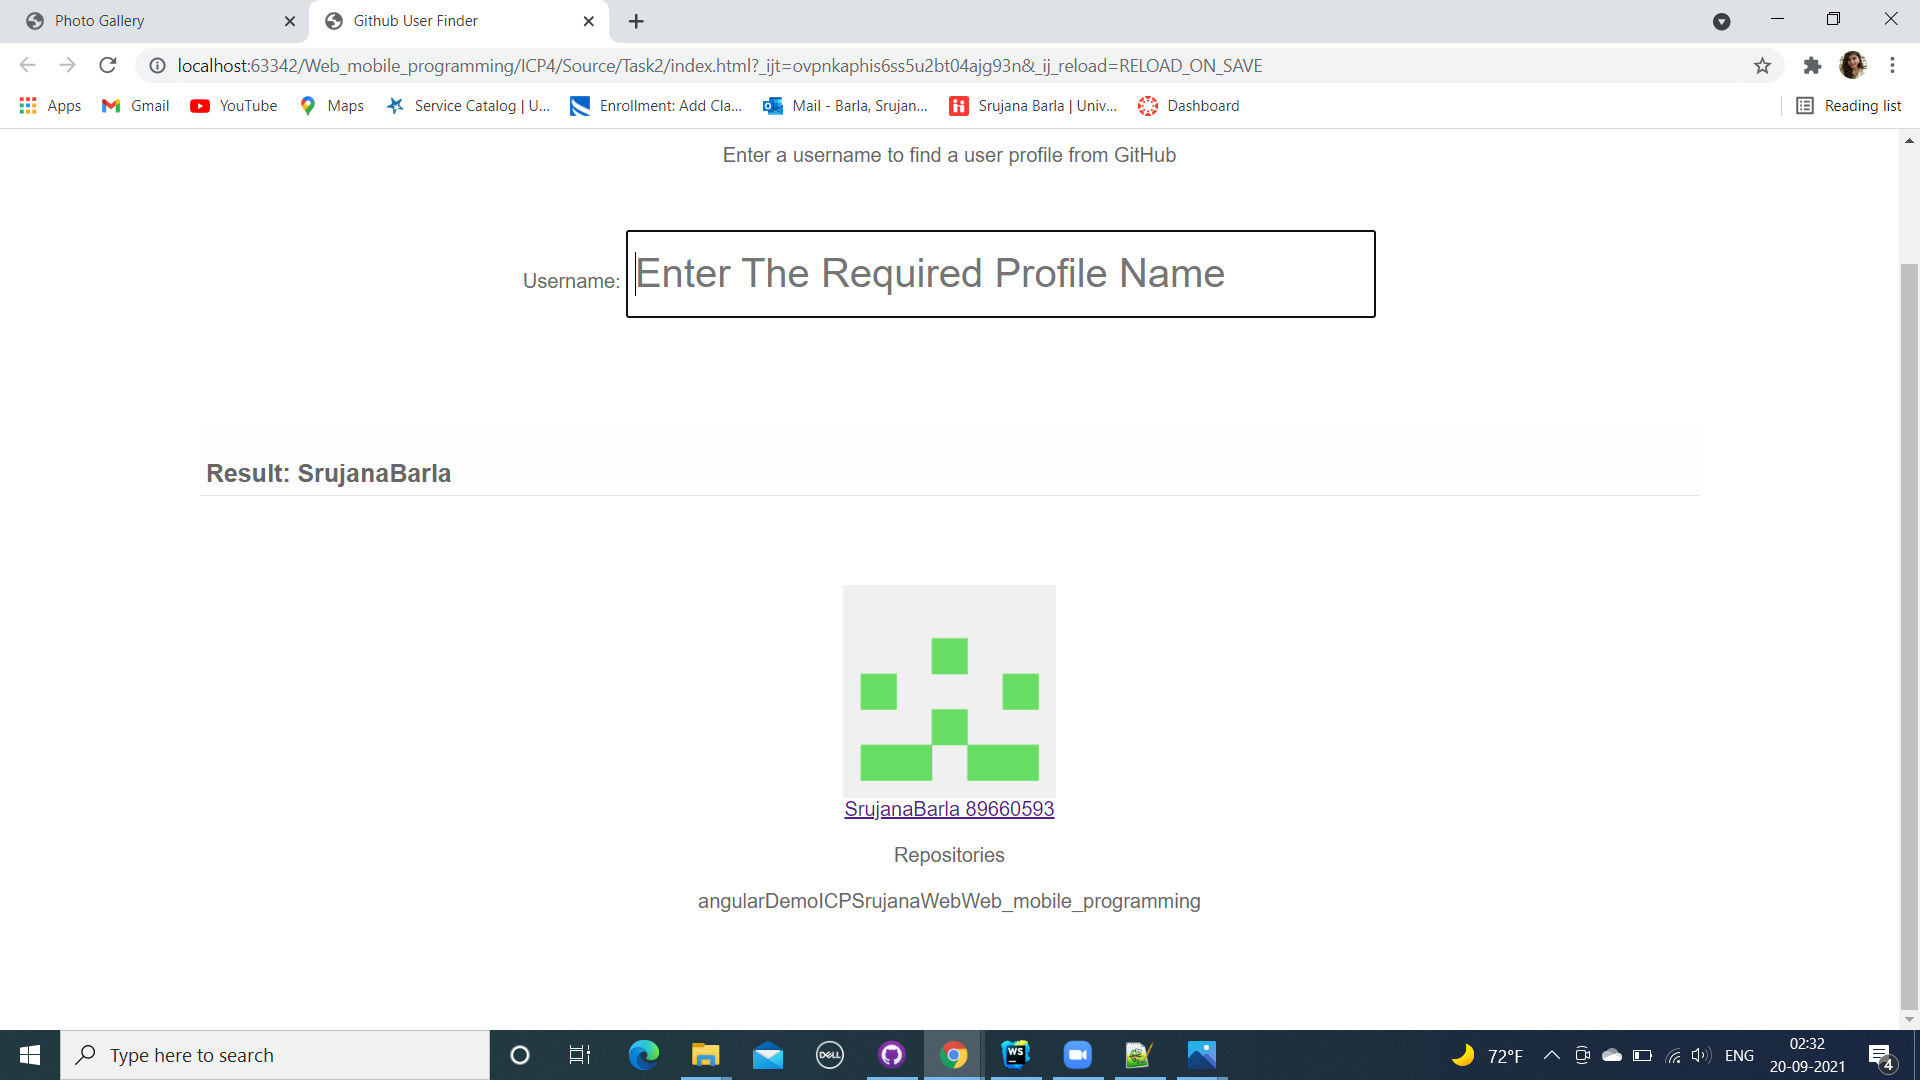 Photo Gallery
Github User Finder
localhost:63342/Web_mobile_programming/ICP4/Source/Task2/index.html?_ijt=ovpnkaphis6ss5u2bt04ajg93n&_ij_reload=RELOAD_ON_SAVE
Apps Gmail YouTube Maps Service Catalog | U... Enrollment: Add Cla... Mail - Barla, Srujan... Srujana Barla | Univ... Dashboard Reading list
Enter a username to find a user profile from GitHub
Username: Enter The Required Profile Name
Result: SrujanaBarla
SrujanaBarla 89660593
Repositories
angularDemoICPSrujanaWebWeb_mobile_programming
Type here to search
DELL
WS
72°F
ENG
02:32
20-09-2021
4